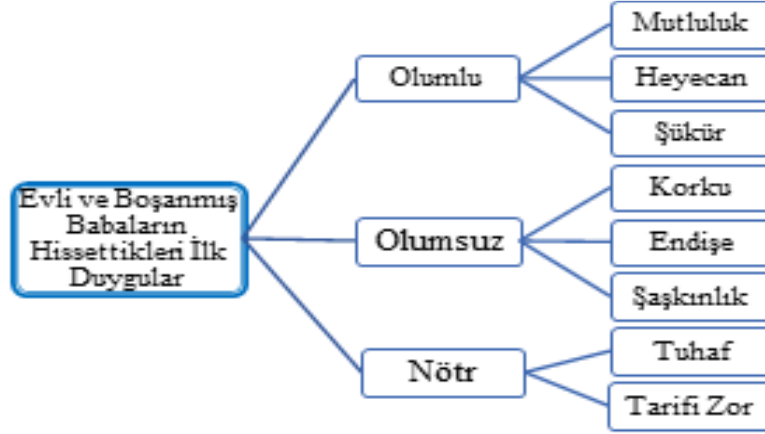 Evli ve Boşanmış
Babaların
Hissettikleri İlk
Duygular
Olumlu
Mutluluk
Heyecan
Şükür
Olumsuz
Korku
Endişe
Şaşkınlık
Nötr
Tuhaf
Tarifi Zor